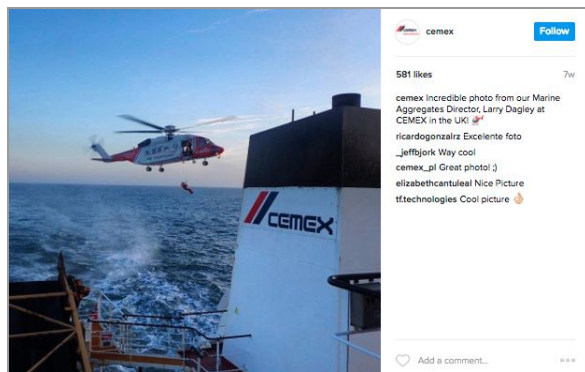 CEMEX
cemex
Follow
581 likes
7w
cemex Incredible photo from our Marine
Aggregates Director, Larry Dagley at
CEMEX in the UK! 🚁
ricardogonzalrz Excelente foto
_jeffbjork Way cool
cemex_pl Great photo! ;)
elizabethcantuleal Nice Picture
tf.technologies Cool picture 👌🏻
Add a comment...